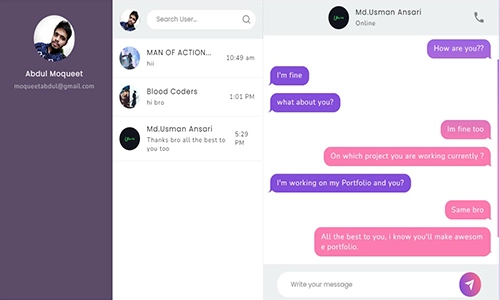 Abdul Moqueet
moqueetabdul@gmail.com
Search User...
MAN OF ACTION...
10:49 am
hii
Blood Coders
1:01 PM
hi bro
Md.Usman Ansari
5:29
PM
Thanks bro all the best to
you too
Md.Usman Ansari
Online
How are you??
I'm fine
what about you?
Im fine too
On which project you are working currently ?
I'm working on my Portfolio and you?
Same bro
All the best to you, i know you'll make awesom
e portfolio.
Write your message